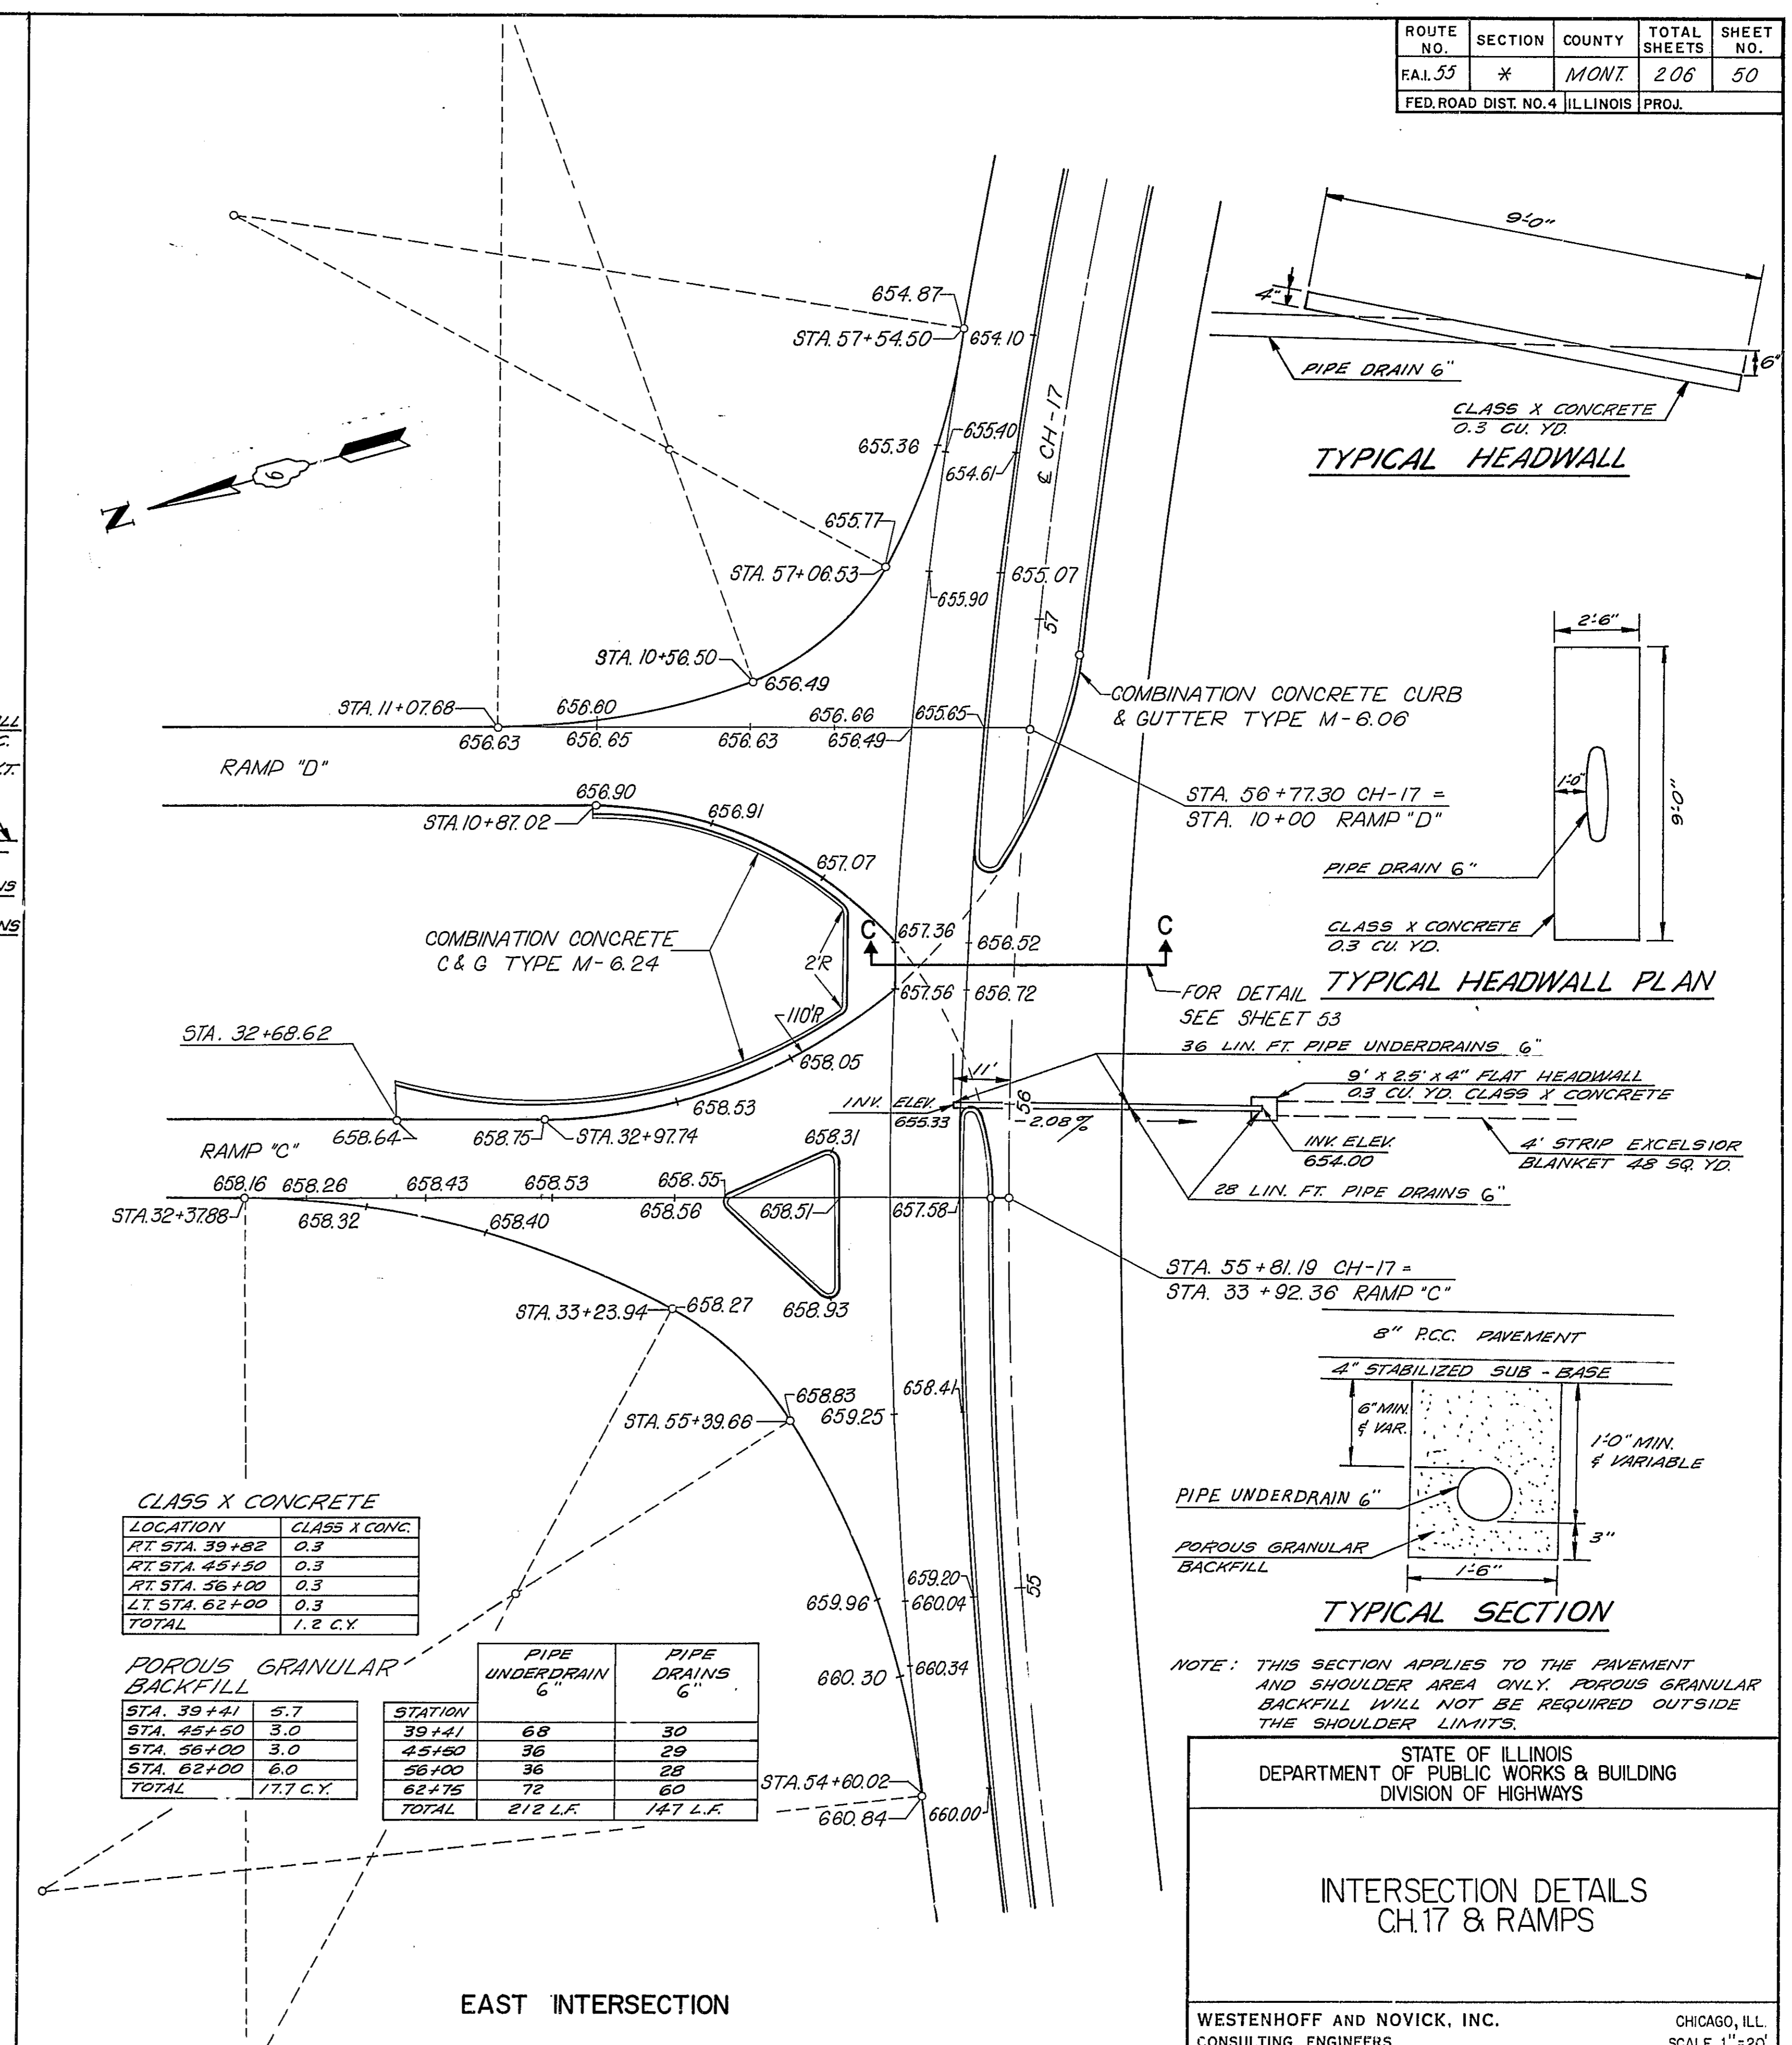 ROUTE NO. SECTION COUNTY TOTAL SHEETS SHEET NO.
F.A.I. 55 * MONT. 206 50
FED. ROAD DIST. NO. 4 ILLINOIS PROJ.
9'-0"
4"
6"
PIPE DRAIN 6"
CLASS X CONCRETE
0.3 CU. YD.
TYPICAL HEADWALL
654.87
STA. 57+54.50
654.10
℄ CH-17
655.40
655.36
654.61
N
6
655.77
STA. 57+06.53
655.07
655.90
57
STA. 10+56.50
656.49
STA. 11+07.68
656.60
656.66
655.65
656.63
656.65
656.63
656.49
COMBINATION CONCRETE CURB
& GUTTER TYPE M-6.06
RAMP "D"
656.90
STA. 10+87.02
656.91
657.07
STA. 56+77.30 CH-17 =
STA. 10+00 RAMP "D"
2'-6"
1'-0"
9'-0"
PIPE DRAIN 6"
CLASS X CONCRETE
0.3 CU. YD.
TYPICAL HEADWALL PLAN
COMBINATION CONCRETE
C & G TYPE M-6.24
2'R
110'R
C
C
657.36
656.52
657.56
656.72
FOR DETAIL
SEE SHEET 53
STA. 32+68.62
658.05
658.53
36 LIN. FT. PIPE UNDERDRAINS 6"
11'
9' X 2.5' X 4" FLAT HEADWALL
0.3 CU. YD. CLASS X CONCRETE
INV. ELEV.
655.33
56
-2.08%
INV. ELEV.
654.00
4' STRIP EXCELSIOR
BLANKET 48 SQ. YD.
28 LIN. FT. PIPE DRAINS 6"
658.64
658.75
STA. 32+97.74
658.31
RAMP "C"
658.16
658.26
658.43
658.53
658.55
STA. 32+37.88
658.32
658.40
658.56
658.51
657.58
STA. 55+81.19 CH-17 =
STA. 33+92.36 RAMP "C"
STA. 33+23.94
658.27
658.93
8" P.C.C. PAVEMENT
4" STABILIZED SUB-BASE
6" MIN.
& VAR.
1'-0" MIN.
& VARIABLE
PIPE UNDERDRAIN 6"
POROUS GRANULAR
BACKFILL
3"
1'-6"
TYPICAL SECTION
658.83
STA. 55+39.66
659.25
658.41
659.20
659.96
660.04
55
660.30
660.34
STA. 54+60.02
660.84
660.00
CLASS X CONCRETE
LOCATION CLASS X CONC.
RT. STA. 39+82 0.3
RT. STA. 45+50 0.3
RT. STA. 56+00 0.3
LT. STA. 62+00 0.3
TOTAL 1.2 C.Y.
POROUS GRANULAR
BACKFILL
STA. 39+41 5.7
STA. 45+50 3.0
STA. 56+00 3.0
STA. 62+00 6.0
TOTAL 17.7 C.Y.
STATION PIPE UNDERDRAIN 6" PIPE DRAINS 6"
39+41 68 30
45+50 36 29
56+00 36 28
62+75 72 60
TOTAL 212 L.F. 147 L.F.
NOTE: THIS SECTION APPLIES TO THE PAVEMENT
AND SHOULDER AREA ONLY. POROUS GRANULAR
BACKFILL WILL NOT BE REQUIRED OUTSIDE
THE SHOULDER LIMITS.
STATE OF ILLINOIS
DEPARTMENT OF PUBLIC WORKS & BUILDING
DIVISION OF HIGHWAYS
INTERSECTION DETAILS
C.H. 17 & RAMPS
EAST INTERSECTION
WESTENHOFF AND NOVICK, INC. CHICAGO, ILL.
CONSULTING ENGINEERS SCALE 1"=20'